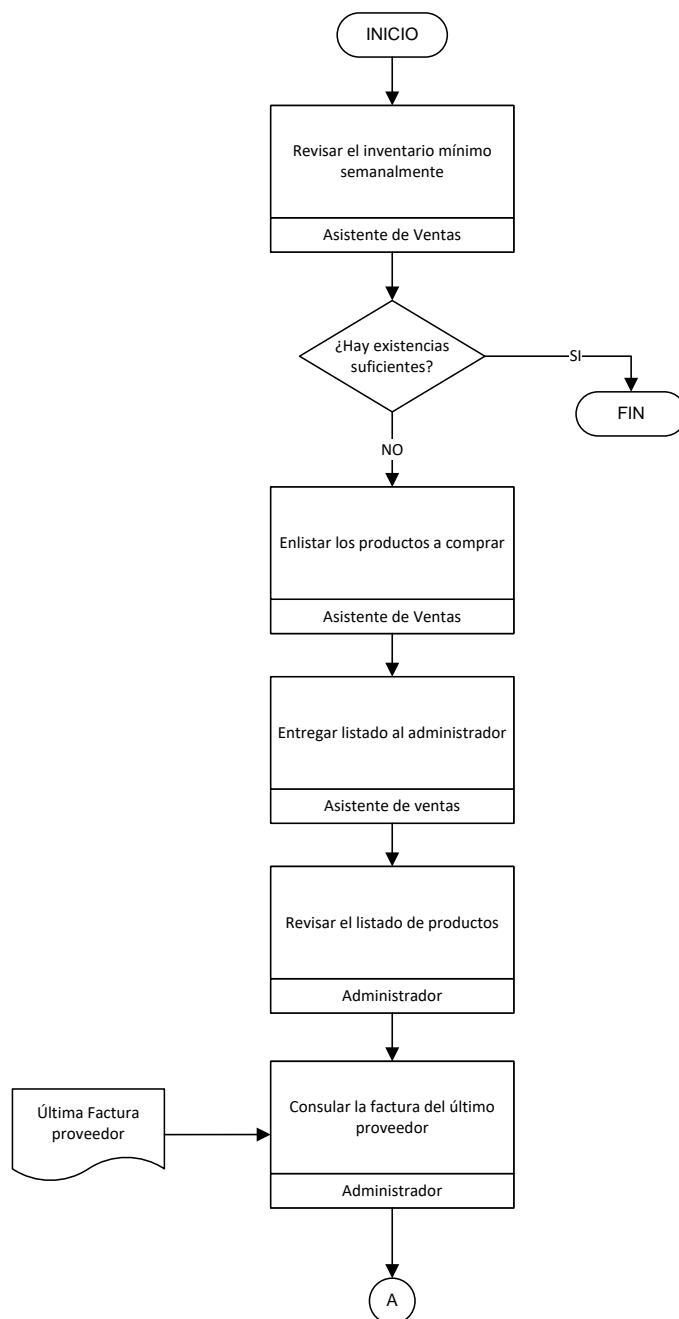 INICIO
Revisar el inventario mínimo
semanalmente
Asistente de Ventas
¿Hay existencias
suficientes?
SI
FIN
NO
Enlistar los productos a comprar
Asistente de Ventas
Entregar listado al administrador
Asistente de ventas
Revisar el listado de productos
Administrador
Última Factura
proveedor
Consular la factura del último
proveedor
Administrador
A